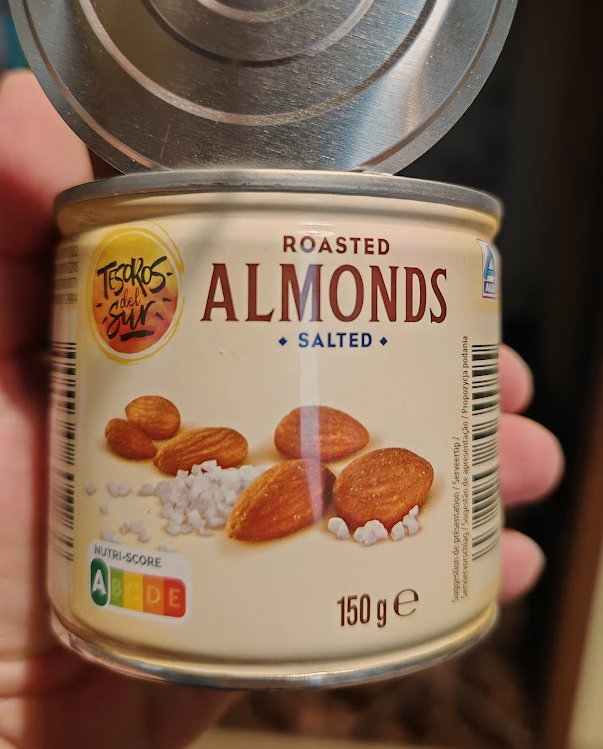 TESOROS
del
Sur
ROASTED
ALMONDS
SALTED
NUTRI-SCORE
A B C D E
150 g e
Suggestion de présentation / Serveertip /
Serviervorschlag / Sugestão de apresentação / Propozycja podania